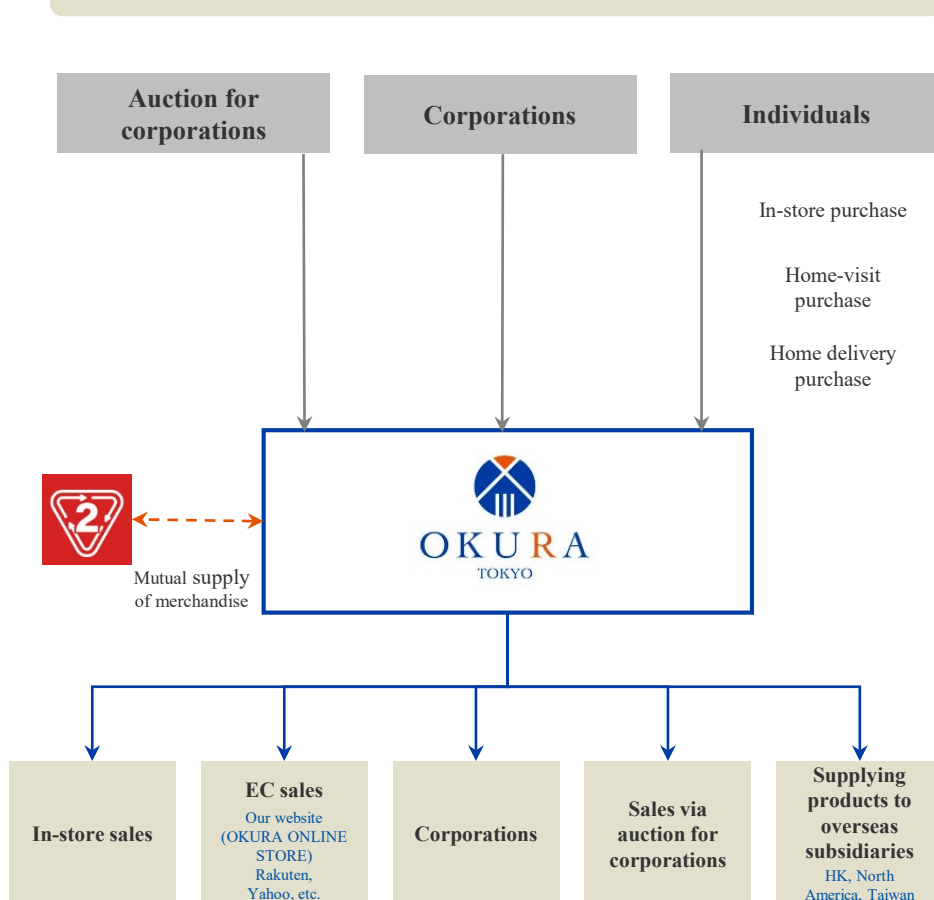 Auction for
corporations
Corporations
Individuals
In-store purchase
Home-visit
purchase
Home delivery
purchase
2
OKURA
TOKYO
Mutual supply
of merchandise
In-store sales
EC sales
Our website
(OKURA ONLINE
STORE)
Rakuten,
Yahoo, etc.
Corporations
Sales via
auction for
corporations
Supplying
products to
overseas
subsidiaries
HK, North
America, Taiwan